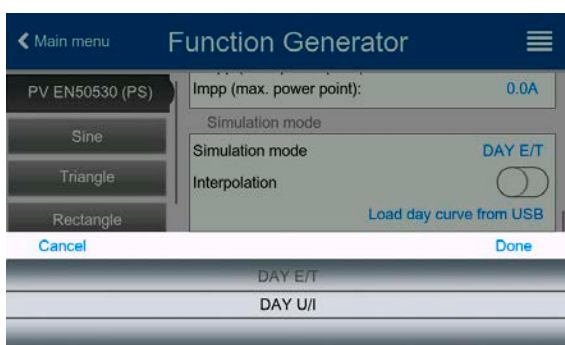 Main menu
Function Generator
PV EN50530 (PS)
Impp (max. power point):
0.0A
Simulation mode
Sine
Simulation mode
DAY E/T
Triangle
Interpolation
Rectangle
Load day curve from USB
Cancel
Done
DAY E/T
DAY U/I